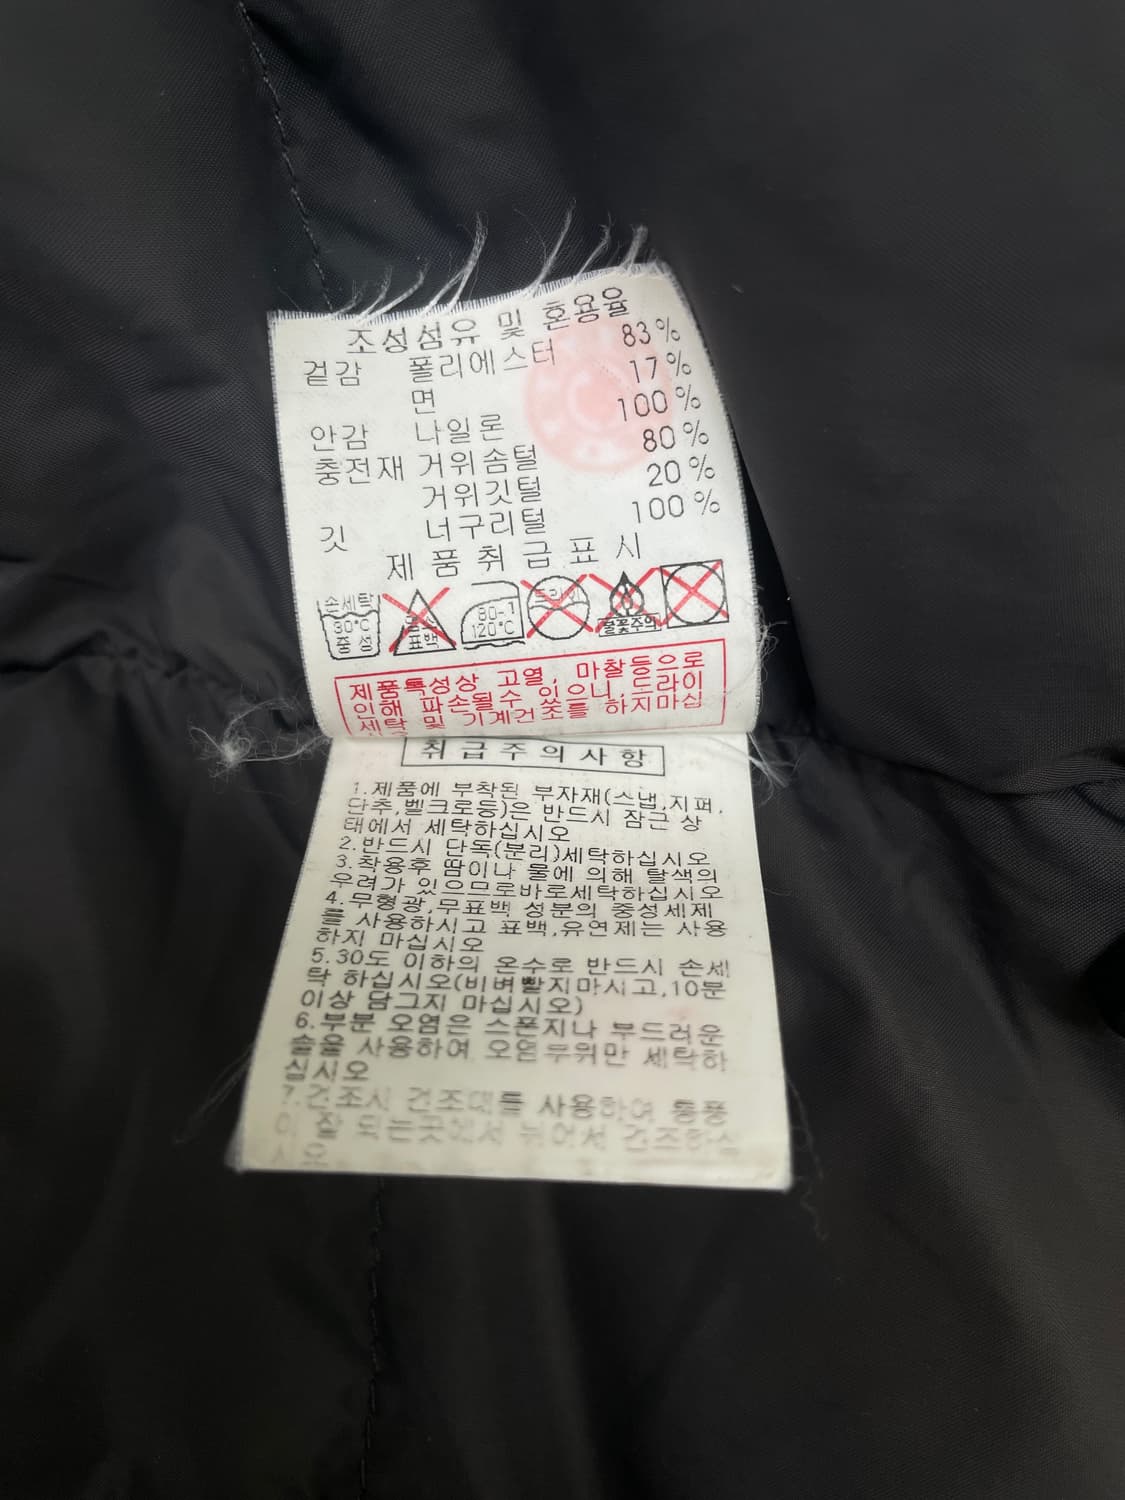 조성섬유 및 혼용율
겉감 폴리에스터 83%
면 17%
안감 나일론 100%
충전재 거위솜털 80%
거위깃털 20%
깃 너구리털 100%
제품취급표시
손세탁 30℃ 중성
표백
80-120℃
드라이
불꽃주의
제품특성상 고열, 마찰등으로
인해 파손될수 있으니,드라이
세탁 및 기계건조를 하지마십
취급주의사항
1.제품에 부착된 부자재(스냅,지퍼,
단추,벨크로등)은 반드시 잠근 상
태에서 세탁하십시오
2.반드시 단독(분리)세탁하십시오
3.착용후 땀이나 물에 의해 탈색의
우려가 있으므로바로세탁하십시오
4.무형광,무표백 성분의 중성세제
를 사용하시고 표백,유연제는 사용
하지 마십시오
5.30도 이하의 온수로 반드시 손세
탁 하십시오(비벼빨지마시고,10분
이상 담그지 마십시오)
6.부분 오염은 스폰지나 부드러운
솔을 사용하여 오염부위만 세탁하
십시오
7.건조시 건조대를 사용하여 통풍
이 잘 되는곳에서 뉘어서 건조하십
시오